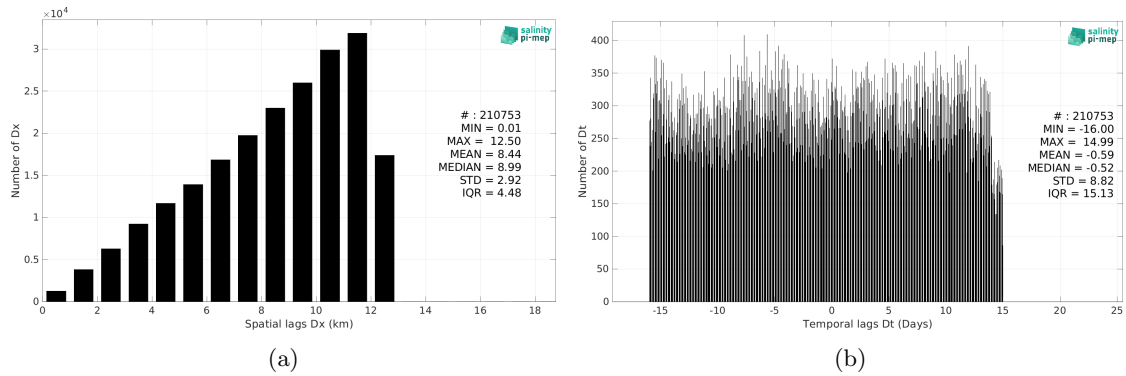 ×10⁴
salinity
pi-mep
3
2.5
2
1.5
1
0.5
0
Number of Dx
# : 210753
MIN = 0.01
MAX = 12.50
MEAN = 8.44
MEDIAN = 8.99
STD = 2.92
IQR = 4.48
0 2 4 6 8 10 12 14 16 18
Spatial lags Dx (km)
(a)
salinity
pi-mep
400
350
300
250
200
150
100
50
0
Number of Dt
# : 210753
MIN = -16.00
MAX = 14.99
MEAN = -0.59
MEDIAN = -0.52
STD = 8.82
IQR = 15.13
-15 -10 -5 0 5 10 15 20 25
Temporal lags Dt (Days)
(b)